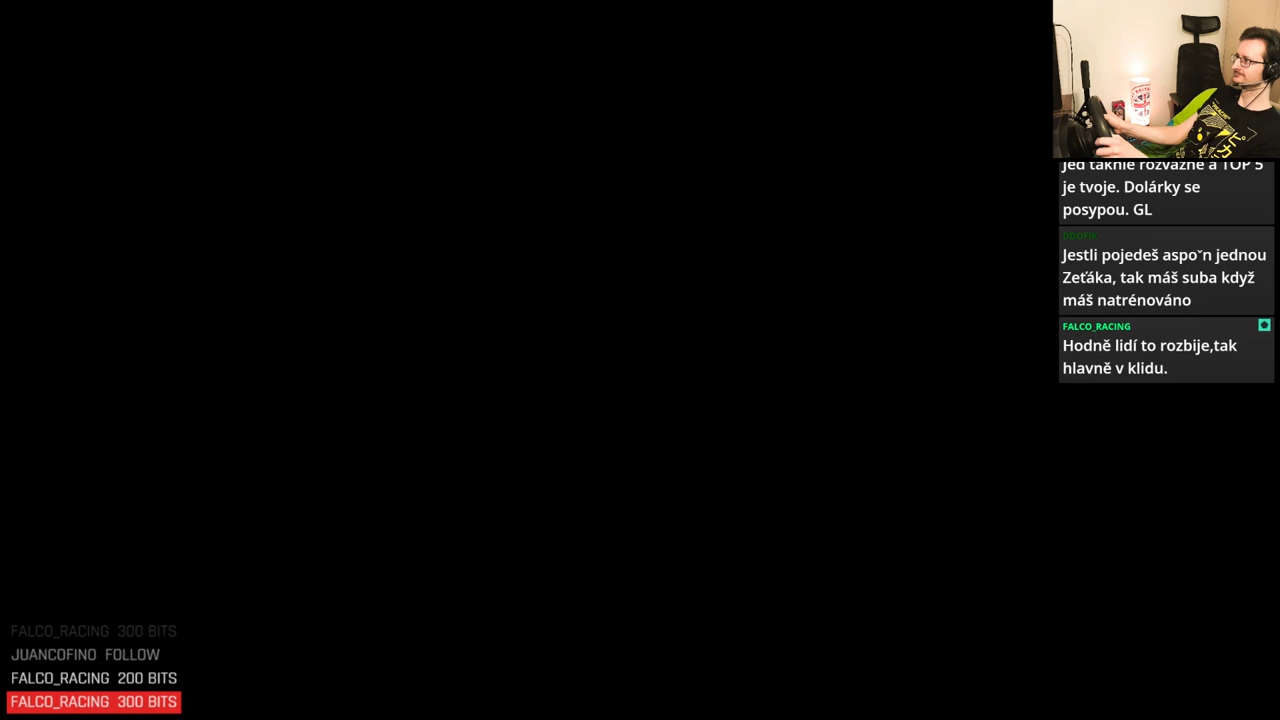 Jeď takhle rozvážně a TOP 5
je tvoje. Dolárky se
posypou. GL
DDOFIK
Jestli pojedeš aspoˇn jednou
Zeťáka, tak máš suba když
máš natrénováno
FALCO_RACING
Hodně lidí to rozbije,tak
hlavně v klidu.
FALCO_RACING 300 BITS
JUANCOFINO FOLLOW
FALCO_RACING 200 BITS
FALCO_RACING 300 BITS